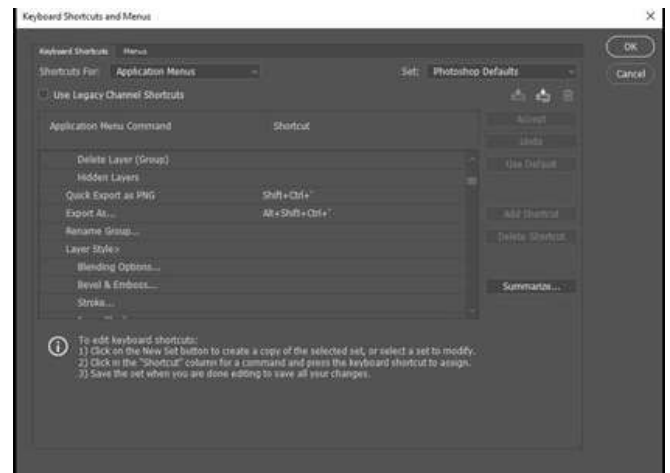 Keyboard Shortcuts and Menus
OK
Keyboard Shortcuts Menus
Shortcuts For: Application Menus Set: Photoshop Defaults
Cancel
Use Legacy Channel Shortcuts
Application Menu Command Shortcut
Accept
Undo
Delete Layer (Group)
Use Default
Hidden Layers
Quick Export as PNG Shift+Ctrl+'
Export As... Alt+Shift+Ctrl+'
Add Shortcut
Rename Group...
Delete Shortcut
Layer Style>
Blending Options...
Bevel & Emboss...
Summarize...
Stroke...
To edit keyboard shortcuts:
1) Click on the New Set button to create a copy of the selected set, or select a set to modify.
2) Click in the "Shortcut" column for a command and press the keyboard shortcut to assign.
3) Save the set when you are done editing to save all your changes.